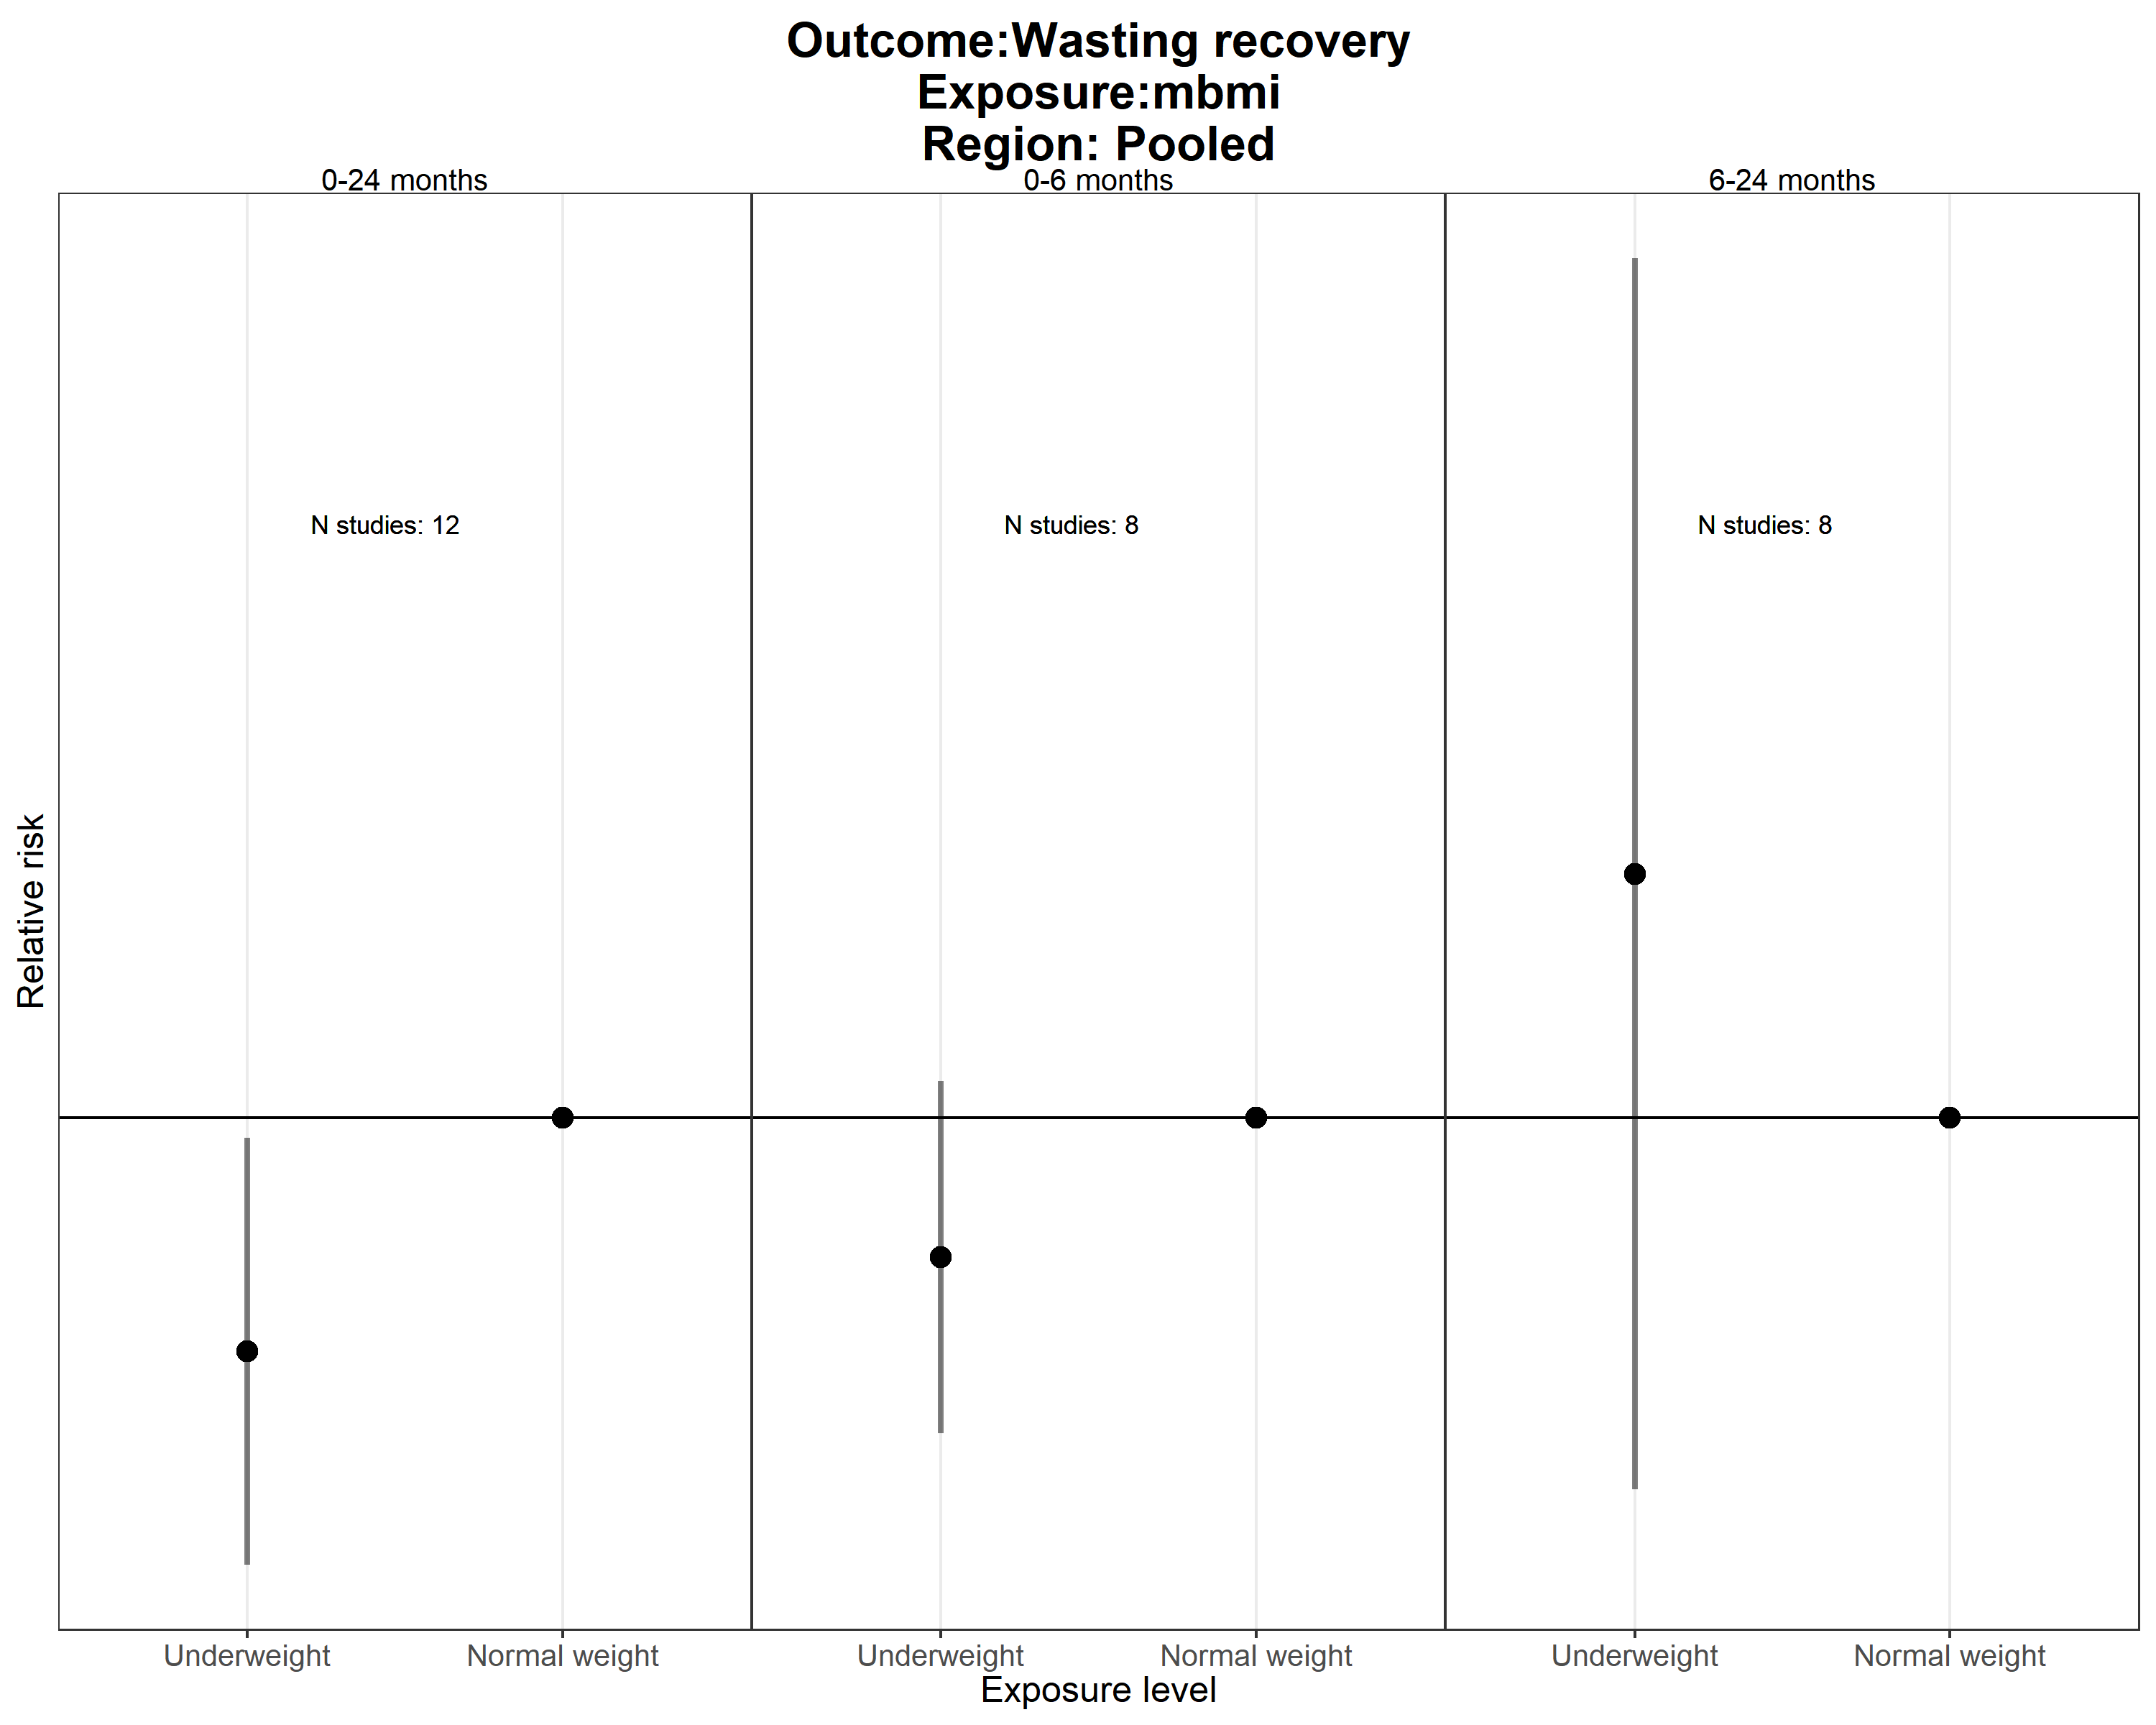 Outcome:Wasting recovery
Exposure:mbmi
Region: Pooled
0-24 months 0-6 months 6-24 months
N studies: 12 N studies: 8 N studies: 8
Relative risk
Underweight Normal weight Underweight Normal weight Underweight Normal weight
Exposure level